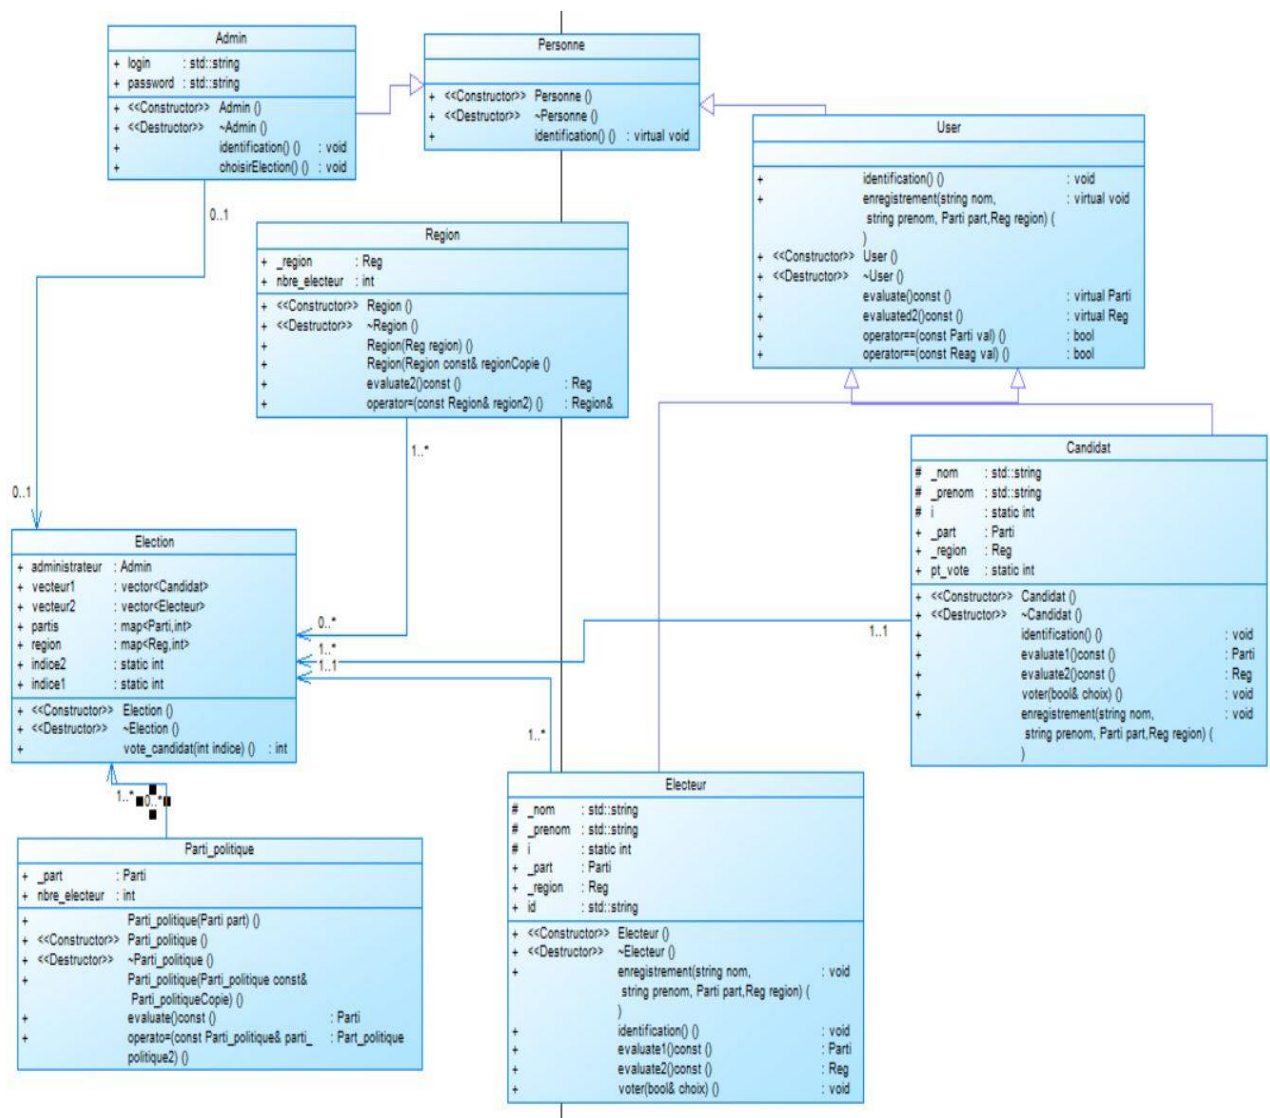 Admin
+ login : std::string
+ password : std::string
+ <<Constructor>> Admin ()
+ <<Destructor>> ~Admin ()
+ identification() () : void
+ choisirElection() () : void
Personne
+ <<Constructor>> Personne ()
+ <<Destructor>> ~Personne ()
+ identification() () : virtual void
User
+ identification() () : void
+ enregistrement(string nom, : virtual void
string prenom, Parti part,Reg region) (
)
+ <<Constructor>> User ()
+ <<Destructor>> ~User ()
+ evaluate()const () : virtual Parti
+ evaluated2()const () : virtual Reg
+ operator==(const Parti val) () : bool
+ operator==(const Reag val) () : bool
0..1
Region
+ _region : Reg
+ nbre_electeur : int
+ <<Constructor>> Region ()
+ <<Destructor>> ~Region ()
+ Region(Reg region) ()
+ Region(Region const& regionCopie ()
+ evaluate2()const () : Reg
+ operator=(const Region& region2) () : Region&
1..*
0..1
Candidat
# _nom : std::string
# _prenom : std::string
# i : static int
+ _part : Parti
+ _region : Reg
+ pt_vote : static int
+ <<Constructor>> Candidat ()
+ <<Destructor>> ~Candidat ()
+ identification() () : void
+ evaluate1()const () : Parti
+ evaluate2()const () : Reg
+ voter(bool& choix) () : void
+ enregistrement(string nom, : void
string prenom, Parti part,Reg region) (
)
Election
+ administrateur : Admin
+ vecteur1 : vector<Candidat>
+ vecteur2 : vector<Electeur>
+ partis : map<Parti,int>
+ region : map<Reg,int>
+ indice2 : static int
+ indice1 : static int
+ <<Constructor>> Election ()
+ <<Destructor>> ~Election ()
+ vote_candidat(int indice) () : int
0..*
1..*
1..1
1..1
1..*
1..*
0..*
Electeur
# _nom : std::string
# _prenom : std::string
# i : static int
+ _part : Parti
+ _region : Reg
+ id : std::string
+ <<Constructor>> Electeur ()
+ <<Destructor>> ~Electeur ()
+ enregistrement(string nom, : void
string prenom, Parti part,Reg region) (
)
+ identification() () : void
+ evaluate1()const () : Parti
+ evaluate2()const () : Reg
+ voter(bool& choix) () : void
Parti_politique
+ _part : Parti
+ nbre_electeur : int
+ Parti_politique(Parti part) ()
+ <<Constructor>> Parti_politique ()
+ <<Destructor>> ~Parti_politique ()
+ Parti_politique(Parti_politique const&
Parti_politiqueCopie) ()
+ evaluate()const () : Parti
+ operato=(const Parti_politique& parti_ : Part_politique
politique2) ()